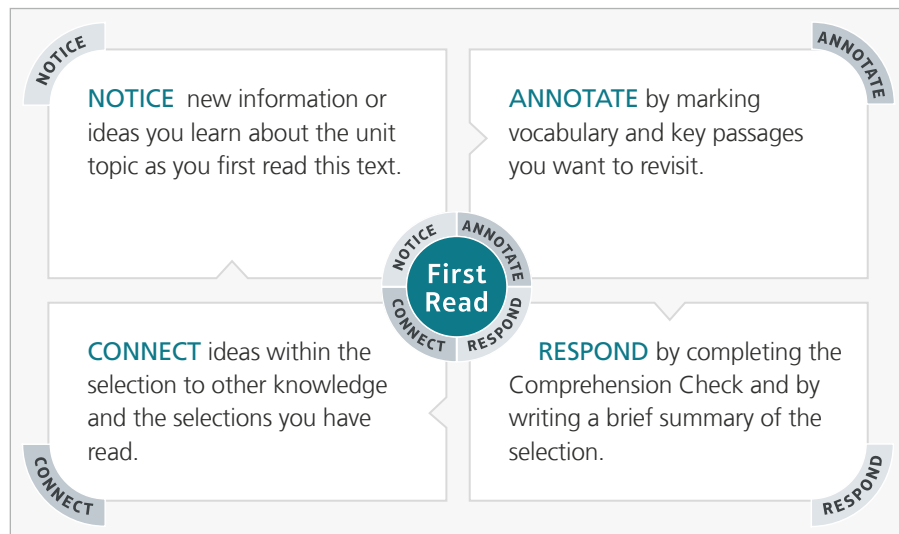 NOTICE
ANNOTATE
NOTICE new information or
ideas you learn about the unit
topic as you first read this text.
ANNOTATE by marking
vocabulary and key passages
you want to revisit.
NOTICE
ANNOTATE
First
Read
CONNECT
RESPOND
CONNECT ideas within the
selection to other knowledge
and the selections you have
read.
RESPOND by completing the
Comprehension Check and by
writing a brief summary of the
selection.
CONNECT
RESPOND